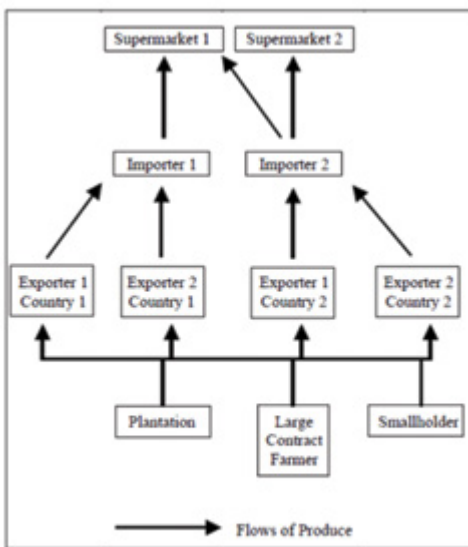 Supermarket 1
Supermarket 2
Importer 1
Importer 2
Exporter 1
Country 1
Exporter 2
Country 1
Exporter 1
Country 2
Exporter 2
Country 2
Plantation
Large
Contract
Farmer
Smallholder
Flows of Produce